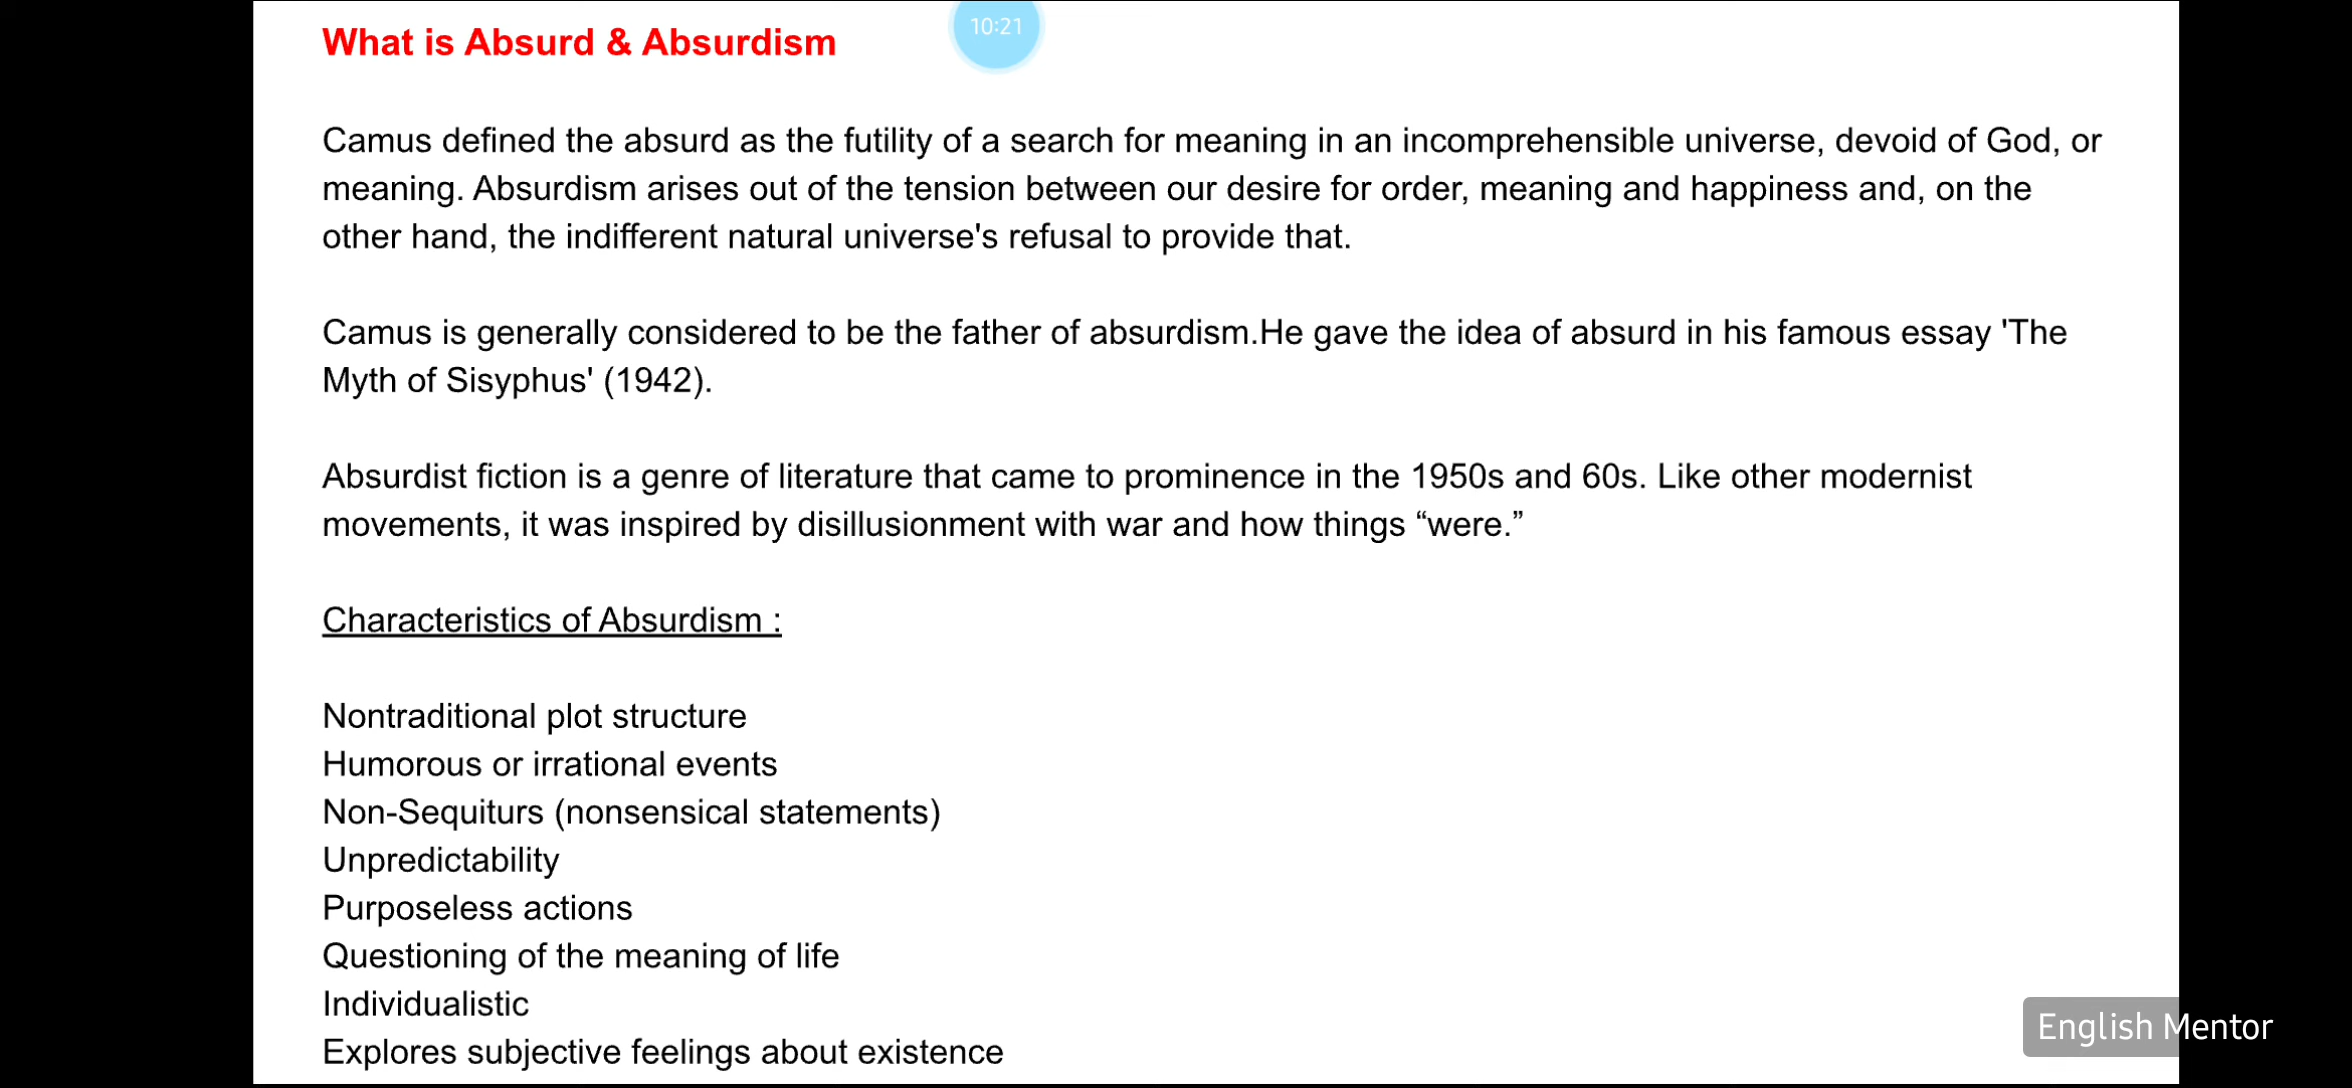 What is Absurd & Absurdism
10:21
Camus defined the absurd as the futility of a search for meaning in an incomprehensible universe, devoid of God, or
meaning. Absurdism arises out of the tension between our desire for order, meaning and happiness and, on the
other hand, the indifferent natural universe's refusal to provide that.
Camus is generally considered to be the father of absurdism.He gave the idea of absurd in his famous essay 'The
Myth of Sisyphus' (1942).
Absurdist fiction is a genre of literature that came to prominence in the 1950s and 60s. Like other modernist
movements, it was inspired by disillusionment with war and how things “were.”
Characteristics of Absurdism :
Nontraditional plot structure
Humorous or irrational events
Non-Sequiturs (nonsensical statements)
Unpredictability
Purposeless actions
Questioning of the meaning of life
Individualistic
Explores subjective feelings about existence
English Mentor